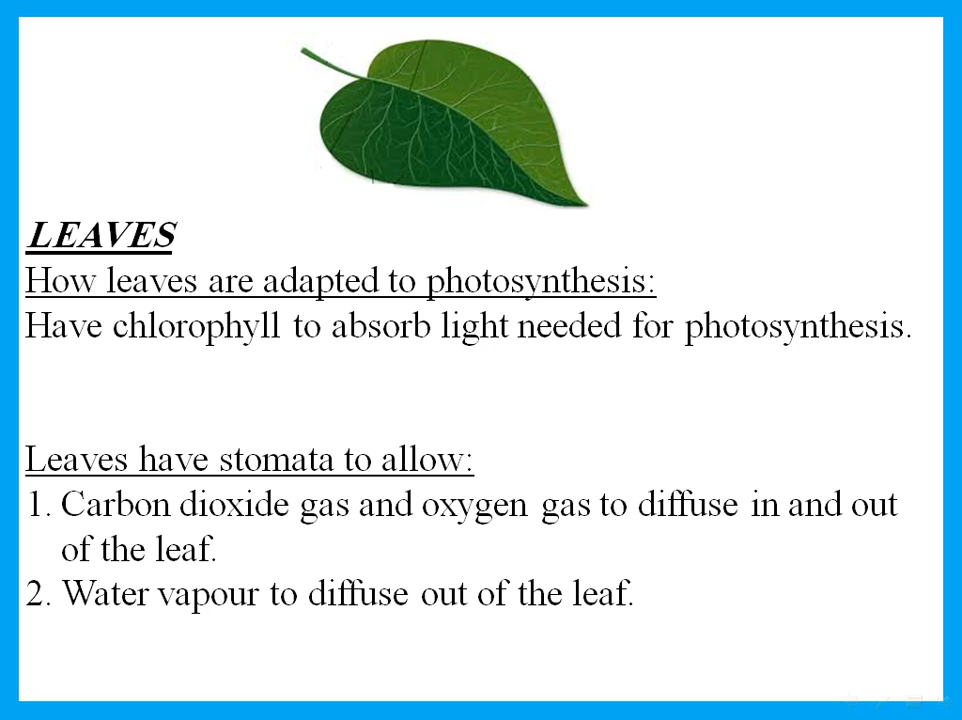 LEAVES
How leaves are adapted to photosynthesis:
Have chlorophyll to absorb light needed for photosynthesis.
Leaves have stomata to allow:
1. Carbon dioxide gas and oxygen gas to diffuse in and out
of the leaf.
2. Water vapour to diffuse out of the leaf.